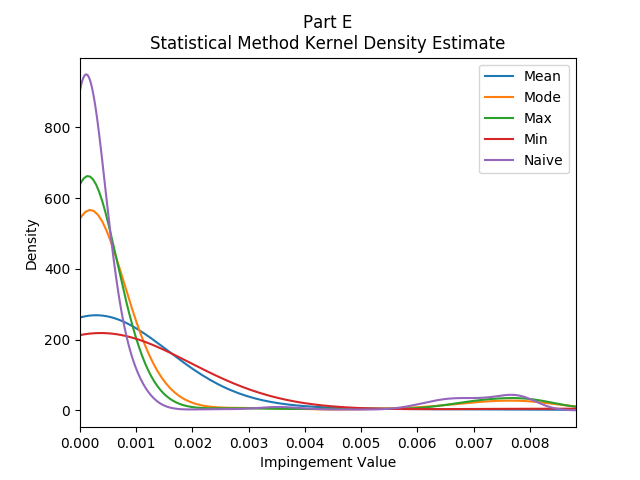 Part E
Statistical Method Kernel Density Estimate
Mean
Mode
Max
Min
Naive
Density
800
600
400
200
0
0.000 0.001 0.002 0.003 0.004 0.005 0.006 0.007 0.008
Impingement Value